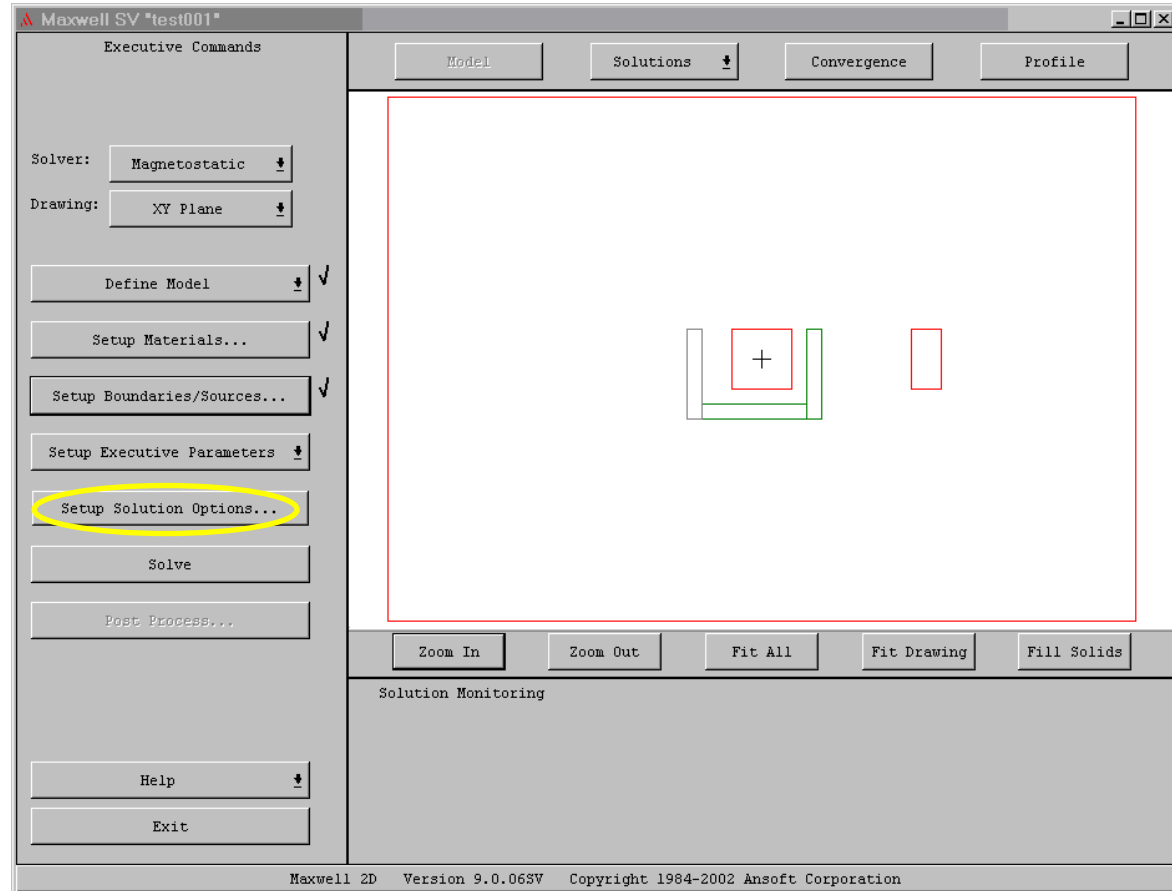 Maxwell SV "test001"
Executive Commands
Model
Solutions
Convergence
Profile
Solver:
Magnetostatic
Drawing:
XY Plane
Define Model
Setup Materials...
Setup Boundaries/Sources...
Setup Executive Parameters
Setup Solution Options...
Solve
Post Process...
Zoom In
Zoom Out
Fit All
Fit Drawing
Fill Solids
Solution Monitoring
Help
Exit
Maxwell 2D Version 9.0.06SV Copyright 1984-2002 Ansoft Corporation